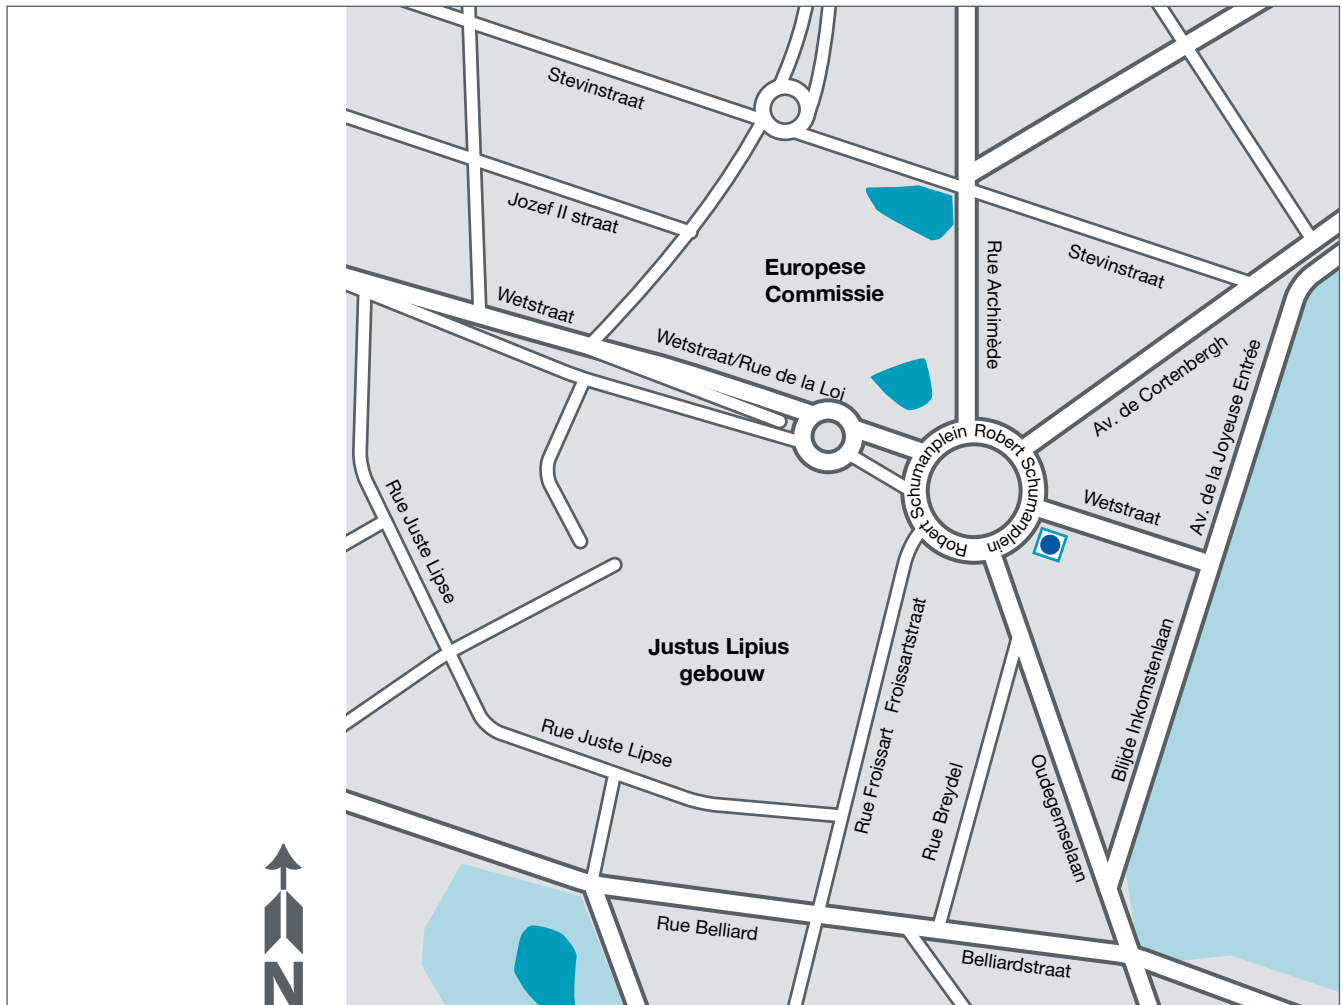 Stevinstraat
Jozef II straat
Europese
Commissie
Rue Archimède
Stevinstraat
Wetstraat
Wetstraat/Rue de la Loi
Av. de Cortenbergh
Av. de la Joyeuse Entrée
Robert Schumanplein
Robert Schumanplein
Wetstraat
Rue Juste Lipse
Justus Lipius
gebouw
Rue Froissart Froissartstraat
Blijde Inkomstenlaan
Rue Juste Lipse
Rue Breydel
Oudegemselaan
Rue Belliard
Belliardstraat
N